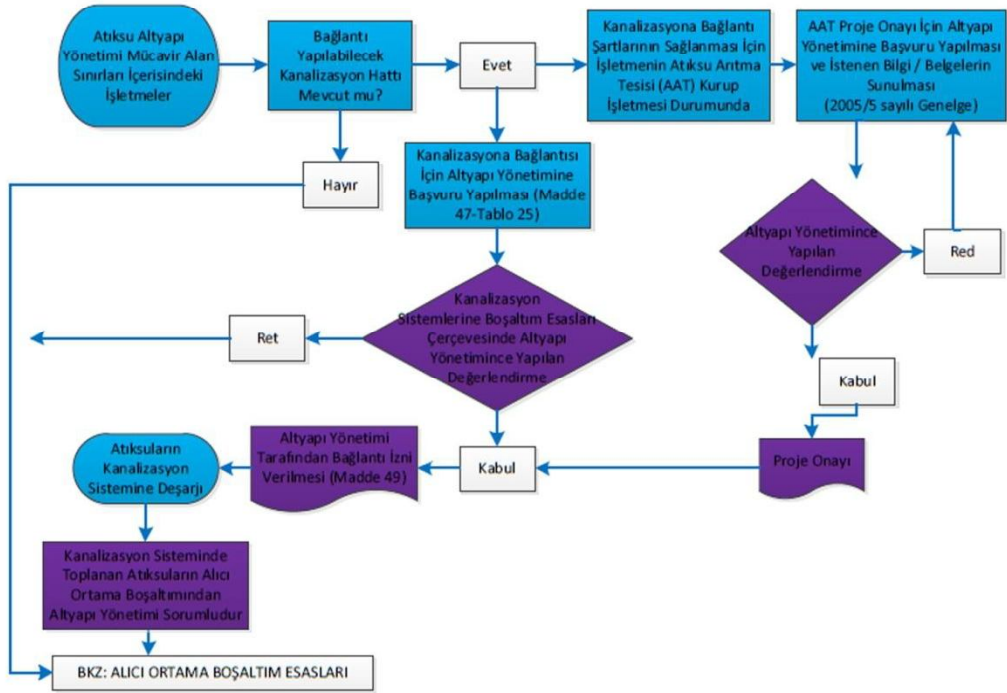 Atıksu Altyapı
Yönetimi Mücavir Alan
Sınırları İçerisindeki
İşletmeler
Bağlantı
Yapılabilecek
Kanalizasyon Hattı
Mevcut mu?
Evet
Kanalizasyona Bağlantı
Şartlarının Sağlanması İçin
İşletmenin Atıksu Arıtma
Tesisi (AAT) Kurup
İşletmesi Durumunda
AAT Proje Onayı İçin Altyapı
Yönetimine Başvuru Yapılması
ve İstenen Bilgi / Belgelerin
Sunulması
(2005/5 sayılı Genelge)
Hayır
Kanalizasyona Bağlantısı
İçin Altyapı Yönetimine
Başvuru Yapılması (Madde
47-Tablo 25)
Altyapı Yönetimince
Yapılan
Değerlendirme
Red
Ret
Kanalizasyon
Sistemlerine Boşaltım Esasları
Çerçevesinde Altyapı
Yönetimince Yapılan
Değerlendirme
Kabul
Atıksuların
Kanalizasyon
Sistemine Deşarjı
Altyapı Yönetimi
Tarafından Bağlantı İzni
Verilmesi (Madde 49)
Kabul
Proje Onayı
Kanalizasyon Sisteminde
Toplanan Atıksuların Alıcı
Ortama Boşaltımından
Altyapı Yönetimi Sorumludur
BKZ: ALICI ORTAMA BOŞALTIM ESASLARI